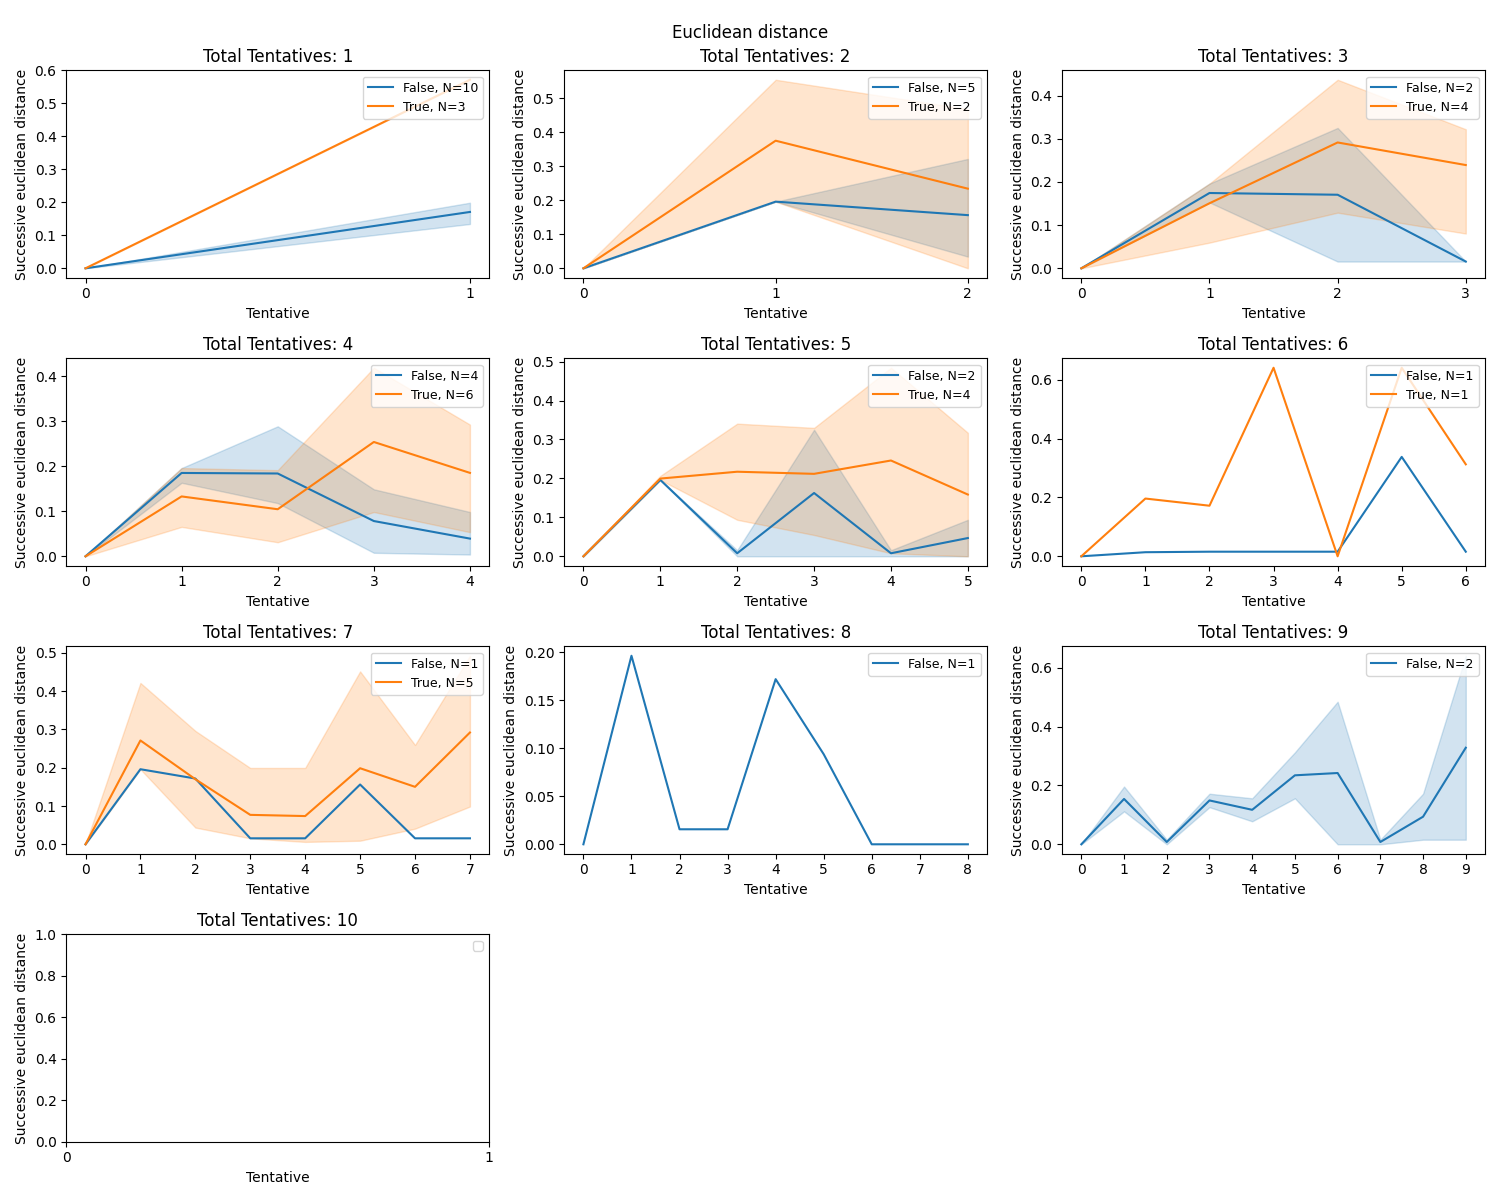 Euclidean distance
Total Tentatives: 1
Successive euclidean distance
0.6
0.5
0.4
0.3
0.2
0.1
0.0
False, N=10
True, N=3
0 1
Tentative
Total Tentatives: 2
Successive euclidean distance
0.5
0.4
0.3
0.2
0.1
0.0
False, N=5
True, N=2
0 1 2
Tentative
Total Tentatives: 3
Successive euclidean distance
0.4
0.3
0.2
0.1
0.0
False, N=2
True, N=4
0 1 2 3
Tentative
Total Tentatives: 4
Successive euclidean distance
0.4
0.3
0.2
0.1
0.0
False, N=4
True, N=6
0 1 2 3 4
Tentative
Total Tentatives: 5
Successive euclidean distance
0.5
0.4
0.3
0.2
0.1
0.0
False, N=2
True, N=4
0 1 2 3 4 5
Tentative
Total Tentatives: 6
Successive euclidean distance
0.6
0.4
0.2
0.0
False, N=1
True, N=1
0 1 2 3 4 5 6
Tentative
Total Tentatives: 7
Successive euclidean distance
0.5
0.4
0.3
0.2
0.1
0.0
False, N=1
True, N=5
0 1 2 3 4 5 6 7
Tentative
Total Tentatives: 8
Successive euclidean distance
0.20
0.15
0.10
0.05
0.00
False, N=1
0 1 2 3 4 5 6 7 8
Tentative
Total Tentatives: 9
Successive euclidean distance
0.6
0.4
0.2
0.0
False, N=2
0 1 2 3 4 5 6 7 8 9
Tentative
Total Tentatives: 10
Successive euclidean distance
1.0
0.8
0.6
0.4
0.2
0.0
0 1
Tentative